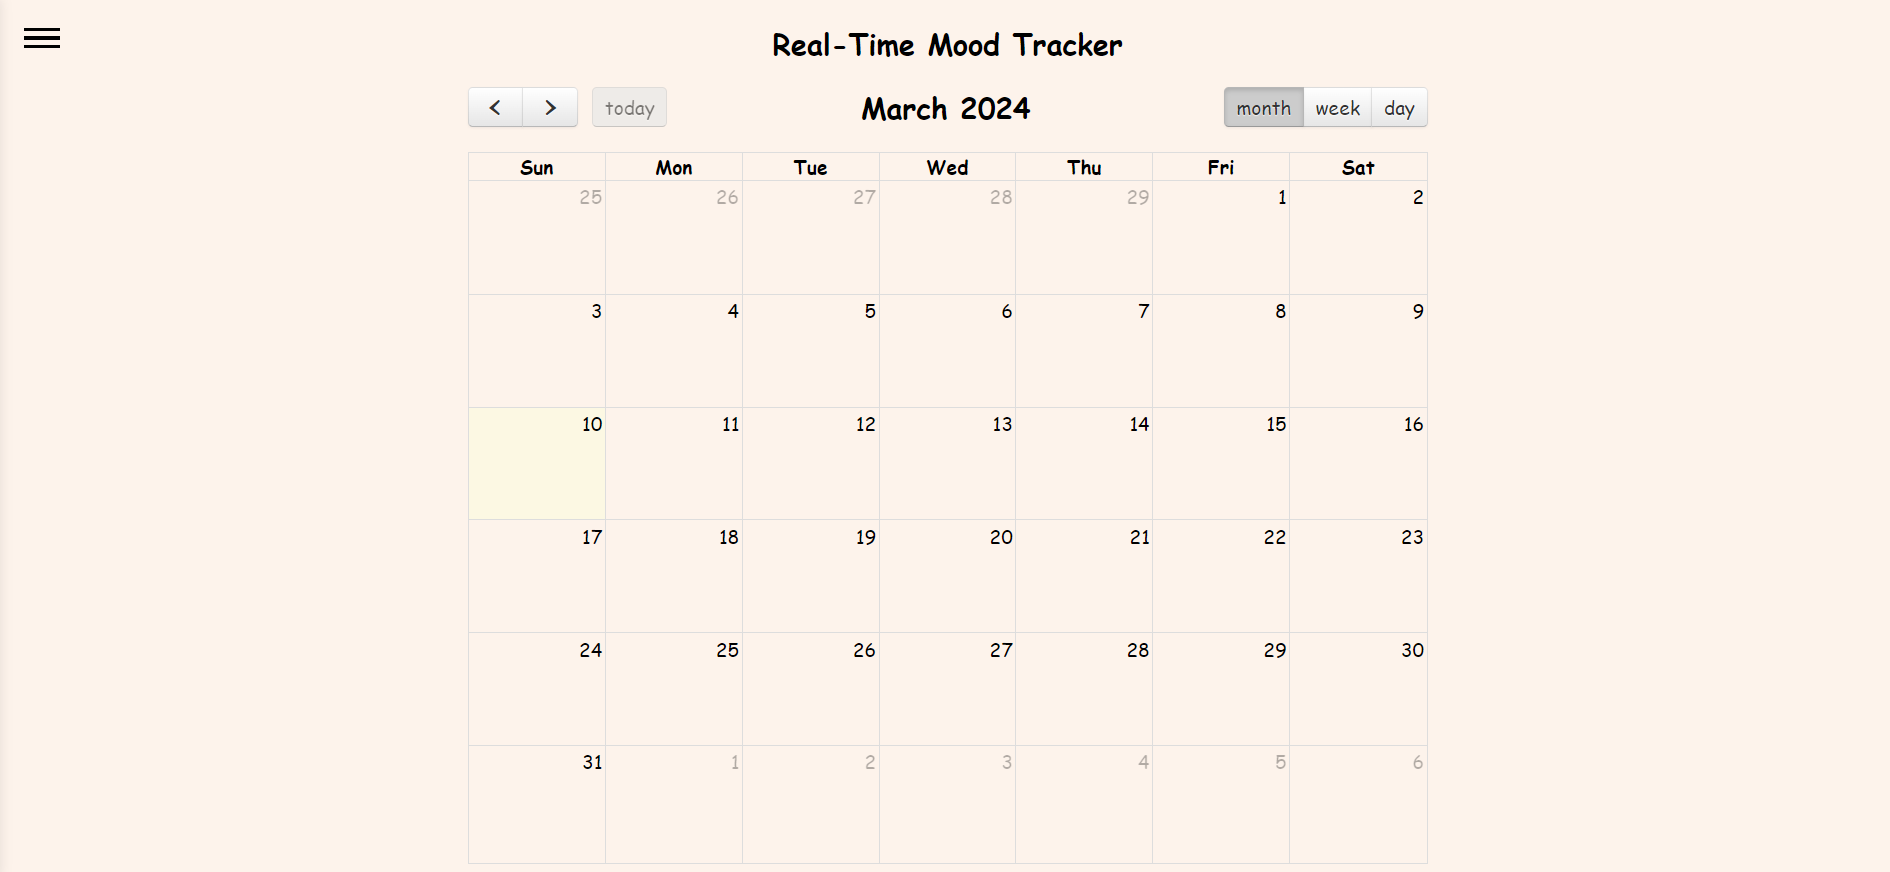 Real-Time Mood Tracker
today
March 2024
month week day
Sun Mon Tue Wed Thu Fri Sat
25 26 27 28 29 1 2
3 4 5 6 7 8 9
10 11 12 13 14 15 16
17 18 19 20 21 22 23
24 25 26 27 28 29 30
31 1 2 3 4 5 6